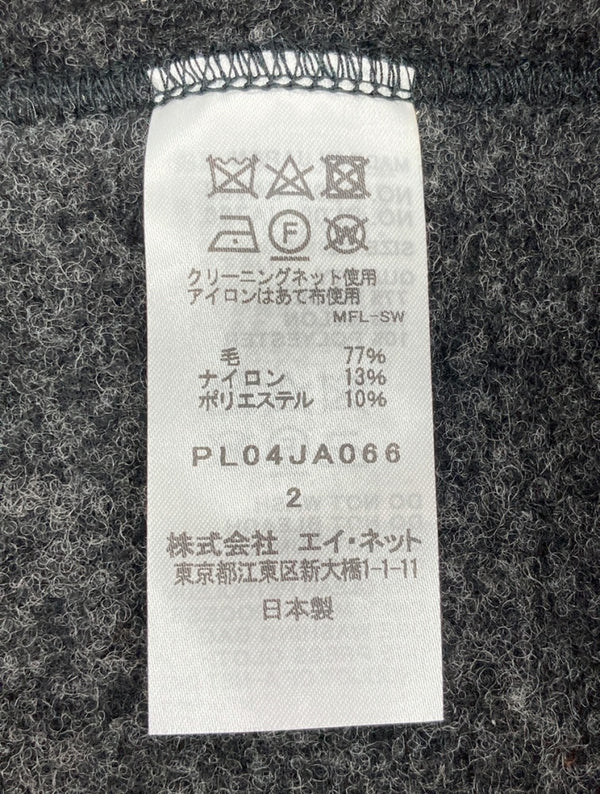 F
W
クリーニングネット使用
アイロンはあて布使用
MFL-SW
毛 77%
ナイロン 13%
ポリエステル 10%
PL04JA066
2
株式会社 エイ・ネット
東京都江東区新大橋1-1-11
日本製